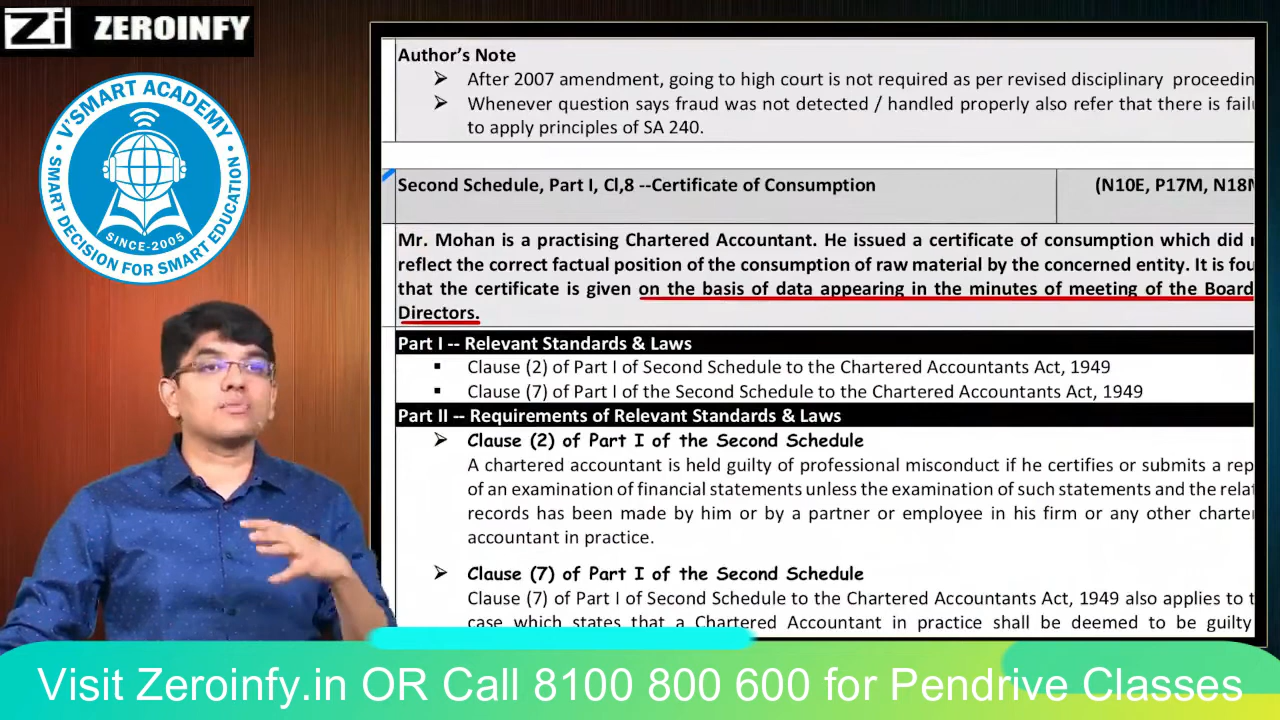 Zi ZEROINFY
V'SMART ACADEMY
SMART DECISION FOR SMART EDUCATION
SINCE-2005
Author's Note
After 2007 amendment, going to high court is not required as per revised disciplinary proceedin
Whenever question says fraud was not detected / handled properly also refer that there is fail
to apply principles of SA 240.
Second Schedule, Part I, Cl,8 --Certificate of Consumption (N10E, P17M, N18M
Mr. Mohan is a practising Chartered Accountant. He issued a certificate of consumption which did
reflect the correct factual position of the consumption of raw material by the concerned entity. It is fou
that the certificate is given on the basis of data appearing in the minutes of meeting of the Board
Directors.
Part I -- Relevant Standards & Laws
Clause (2) of Part I of Second Schedule to the Chartered Accountants Act, 1949
Clause (7) of Part I of the Second Schedule to the Chartered Accountants Act, 1949
Part II -- Requirements of Relevant Standards & Laws
Clause (2) of Part I of the Second Schedule
A chartered accountant is held guilty of professional misconduct if he certifies or submits a rep
of an examination of financial statements unless the examination of such statements and the relat
records has been made by him or by a partner or employee in his firm or any other charte
accountant in practice.
Clause (7) of Part I of the Second Schedule
Clause (7) of Part I of Second Schedule to the Chartered Accountants Act, 1949 also applies to t
case which states that a Chartered Accountant in practice shall be deemed to be guilty
Visit Zeroinfy.in OR Call 8100 800 600 for Pendrive Classes